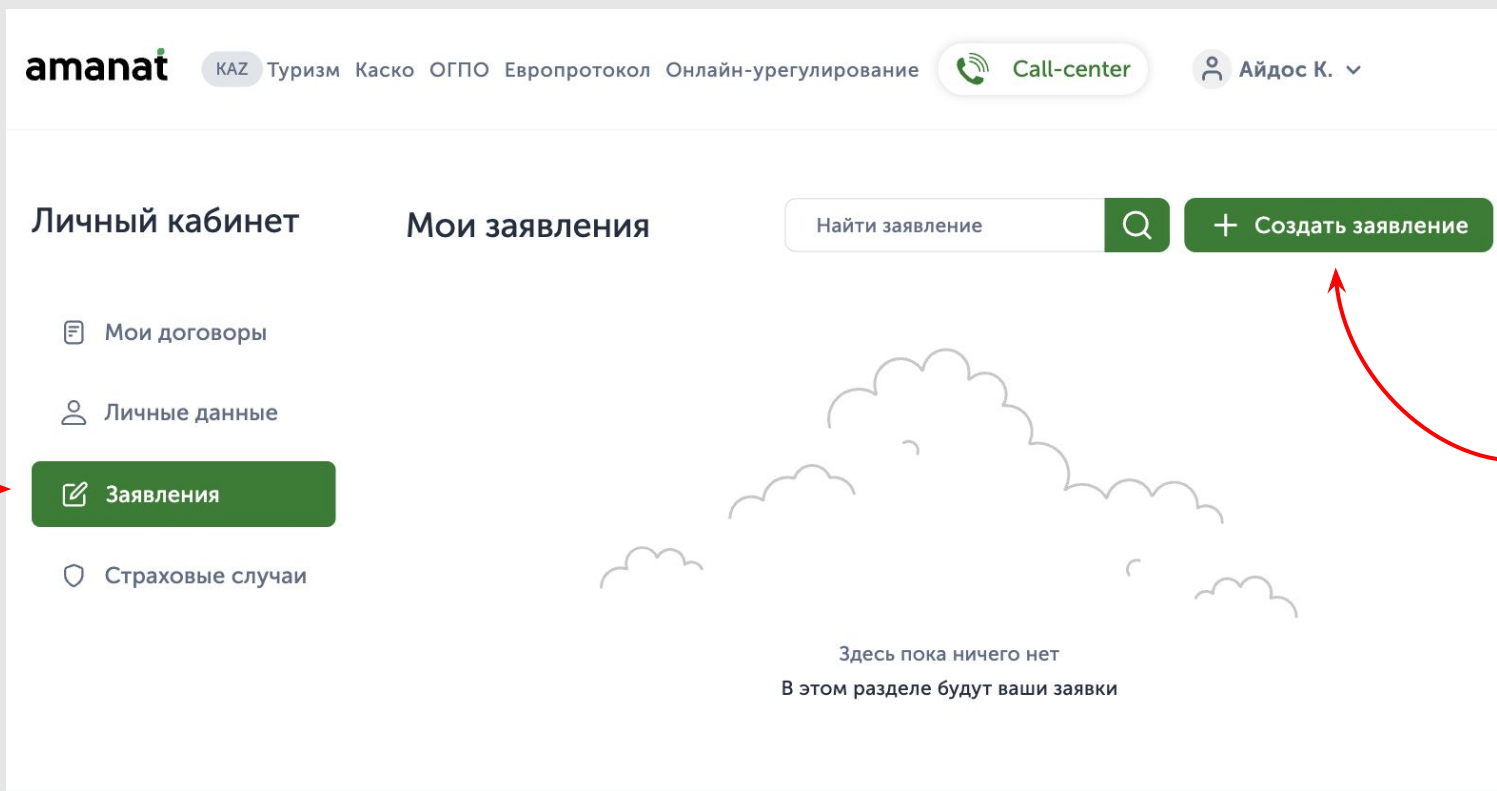 amanat KAZ Туризм Каско ОГПО Европротокол Онлайн-урегулирование Call-center Айдос К.
Личный кабинет
Мои заявления
Найти заявление
+ Создать заявление
Мои договоры
Личные данные
Заявления
Страховые случаи
Здесь пока ничего нет
В этом разделе будут ваши заявки